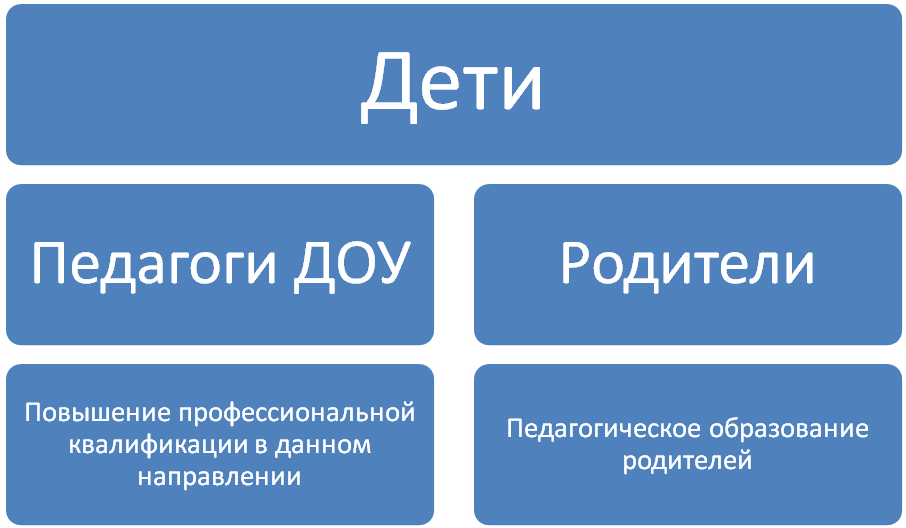 Дети
Педагоги ДОУ
Родители
Повышение профессиональной
квалификации в данном
направлении
Педагогическое образование
родителей